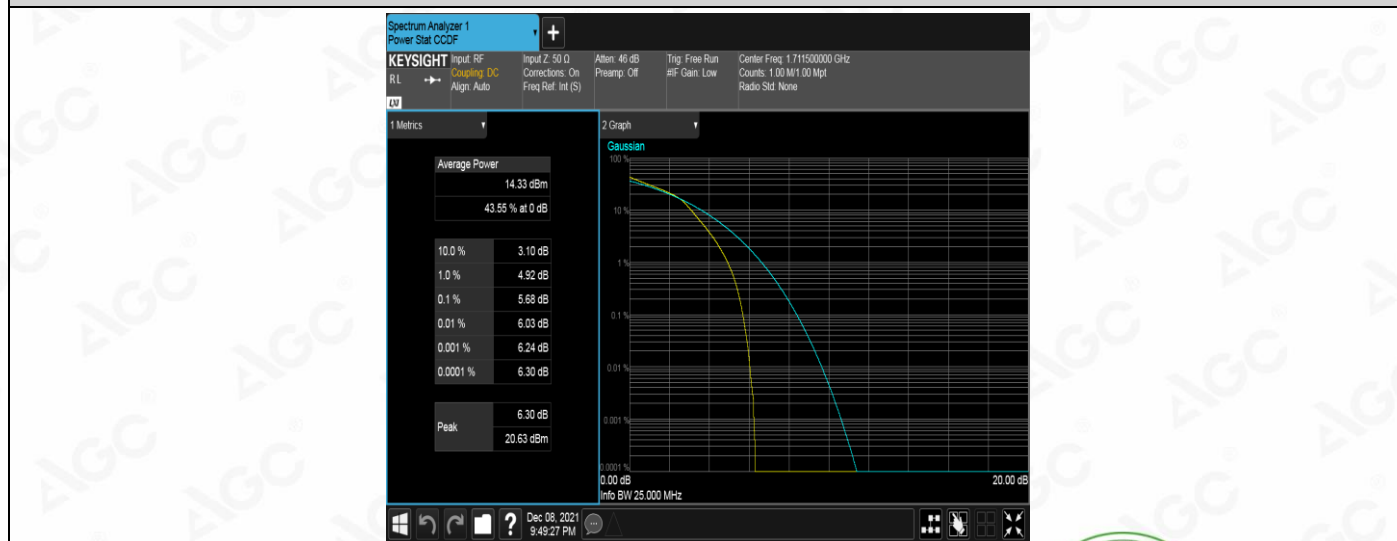 Spectrum Analyzer 1
Power Stat CCDF
+
KEYSIGHT Input: RF Input Z: 50 Ω Atten: 46 dB Trig: Free Run Center Freq: 1.711500000 GHz
RL Coupling: DC Corrections: On Preamp: Off #IF Gain: Low Counts: 1.00 M/1.00 Mpt
Align: Auto Freq Ref: Int (S) Radio Std: None
LXI
1 Metrics
Average Power
14.33 dBm
43.55 % at 0 dB
10.0 % 3.10 dB
1.0 % 4.92 dB
0.1 % 5.68 dB
0.01 % 6.03 dB
0.001 % 6.24 dB
0.0001 % 6.30 dB
Peak 6.30 dB
20.63 dBm
2 Graph
Gaussian
100 %
10 %
1 %
0.1 %
0.01 %
0.001 %
0.0001 %
0.00 dB 20.00 dB
Info BW 25.000 MHz
?
Dec 08, 2021
9:49:27 PM
AGC